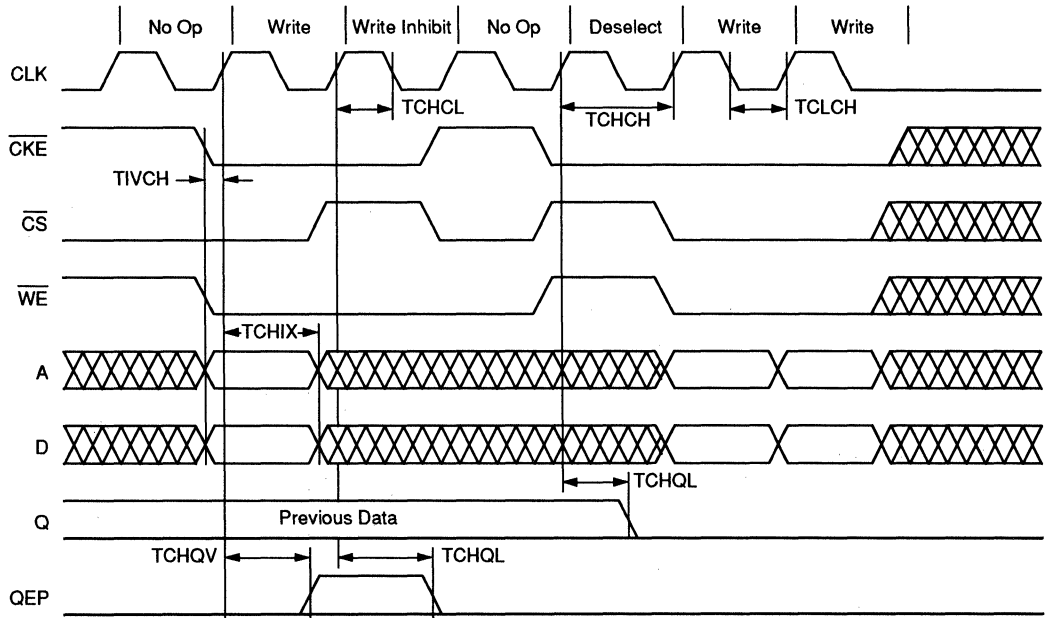 No Op Write Write Inhibit No Op Deselect Write Write
CLK
TCHCL TCHCH TCLCH
CKE
TIVCH
CS
WE
TCHIX
A
D
TCHQL
Q Previous Data
TCHQV TCHQL
QEP